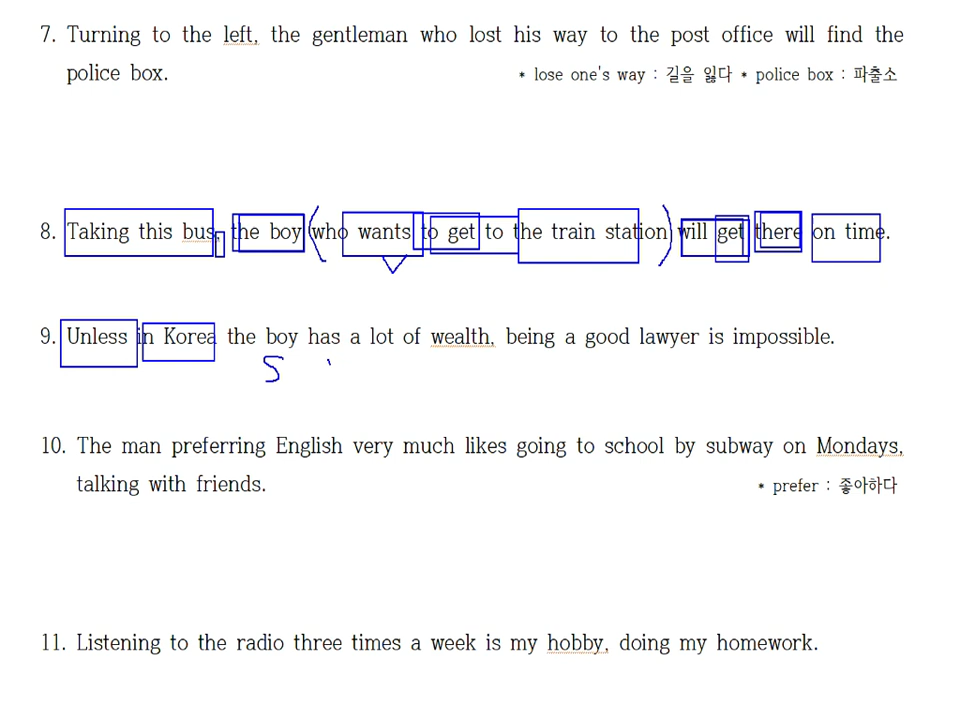 7. Turning to the left, the gentleman who lost his way to the post office will find the
police box. * lose one's way : 길을 잃다 * police box : 파출소
8. Taking this bus, the boy (who wants to get to the train station) will get there on time.
9. Unless in Korea the boy has a lot of wealth, being a good lawyer is impossible.
S
10. The man preferring English very much likes going to school by subway on Mondays,
talking with friends. * prefer : 좋아하다
11. Listening to the radio three times a week is my hobby, doing my homework.